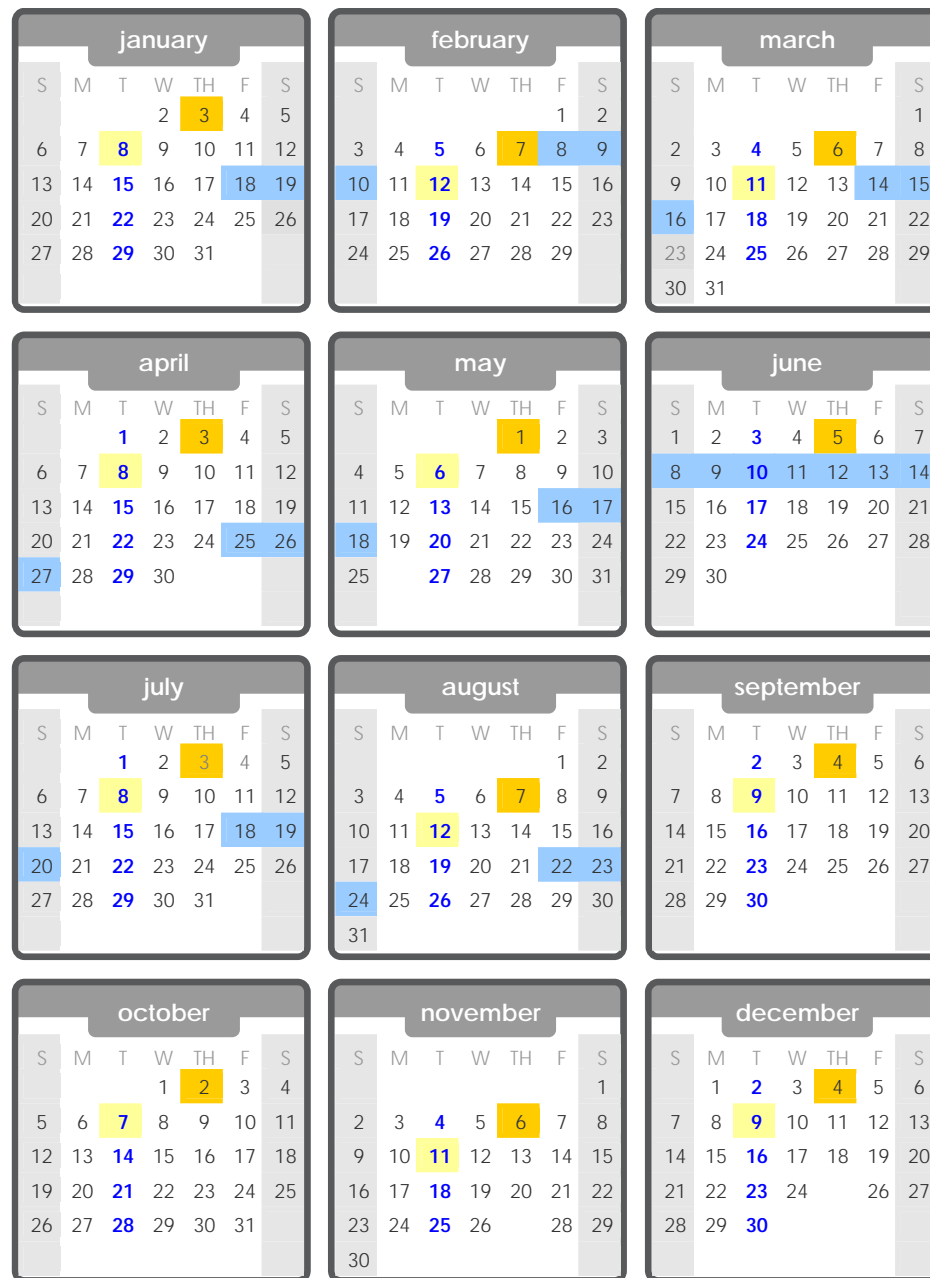 january
S M T W TH F S
2 3 4 5
6 7 8 9 10 11 12
13 14 15 16 17 18 19
20 21 22 23 24 25 26
27 28 29 30 31
february
S M T W TH F S
1 2
3 4 5 6 7 8 9
10 11 12 13 14 15 16
17 18 19 20 21 22 23
24 25 26 27 28 29
march
S M T W TH F S
1
2 3 4 5 6 7 8
9 10 11 12 13 14 15
16 17 18 19 20 21 22
23 24 25 26 27 28 29
30 31
april
S M T W TH F S
1 2 3 4 5
6 7 8 9 10 11 12
13 14 15 16 17 18 19
20 21 22 23 24 25 26
27 28 29 30
may
S M T W TH F S
1 2 3
4 5 6 7 8 9 10
11 12 13 14 15 16 17
18 19 20 21 22 23 24
25 27 28 29 30 31
june
S M T W TH F S
1 2 3 4 5 6 7
8 9 10 11 12 13 14
15 16 17 18 19 20 21
22 23 24 25 26 27 28
29 30
july
S M T W TH F S
1 2 3 4 5
6 7 8 9 10 11 12
13 14 15 16 17 18 19
20 21 22 23 24 25 26
27 28 29 30 31
august
S M T W TH F S
1 2
3 4 5 6 7 8 9
10 11 12 13 14 15 16
17 18 19 20 21 22 23
24 25 26 27 28 29 30
31
september
S M T W TH F S
2 3 4 5 6
7 8 9 10 11 12 13
14 15 16 17 18 19 20
21 22 23 24 25 26 27
28 29 30
october
S M T W TH F S
1 2 3 4
5 6 7 8 9 10 11
12 13 14 15 16 17 18
19 20 21 22 23 24 25
26 27 28 29 30 31
november
S M T W TH F S
1
2 3 4 5 6 7 8
9 10 11 12 13 14 15
16 17 18 19 20 21 22
23 24 25 26 28 29
30
december
S M T W TH F S
1 2 3 4 5 6
7 8 9 10 11 12 13
14 15 16 17 18 19 20
21 22 23 24 26 27
28 29 30